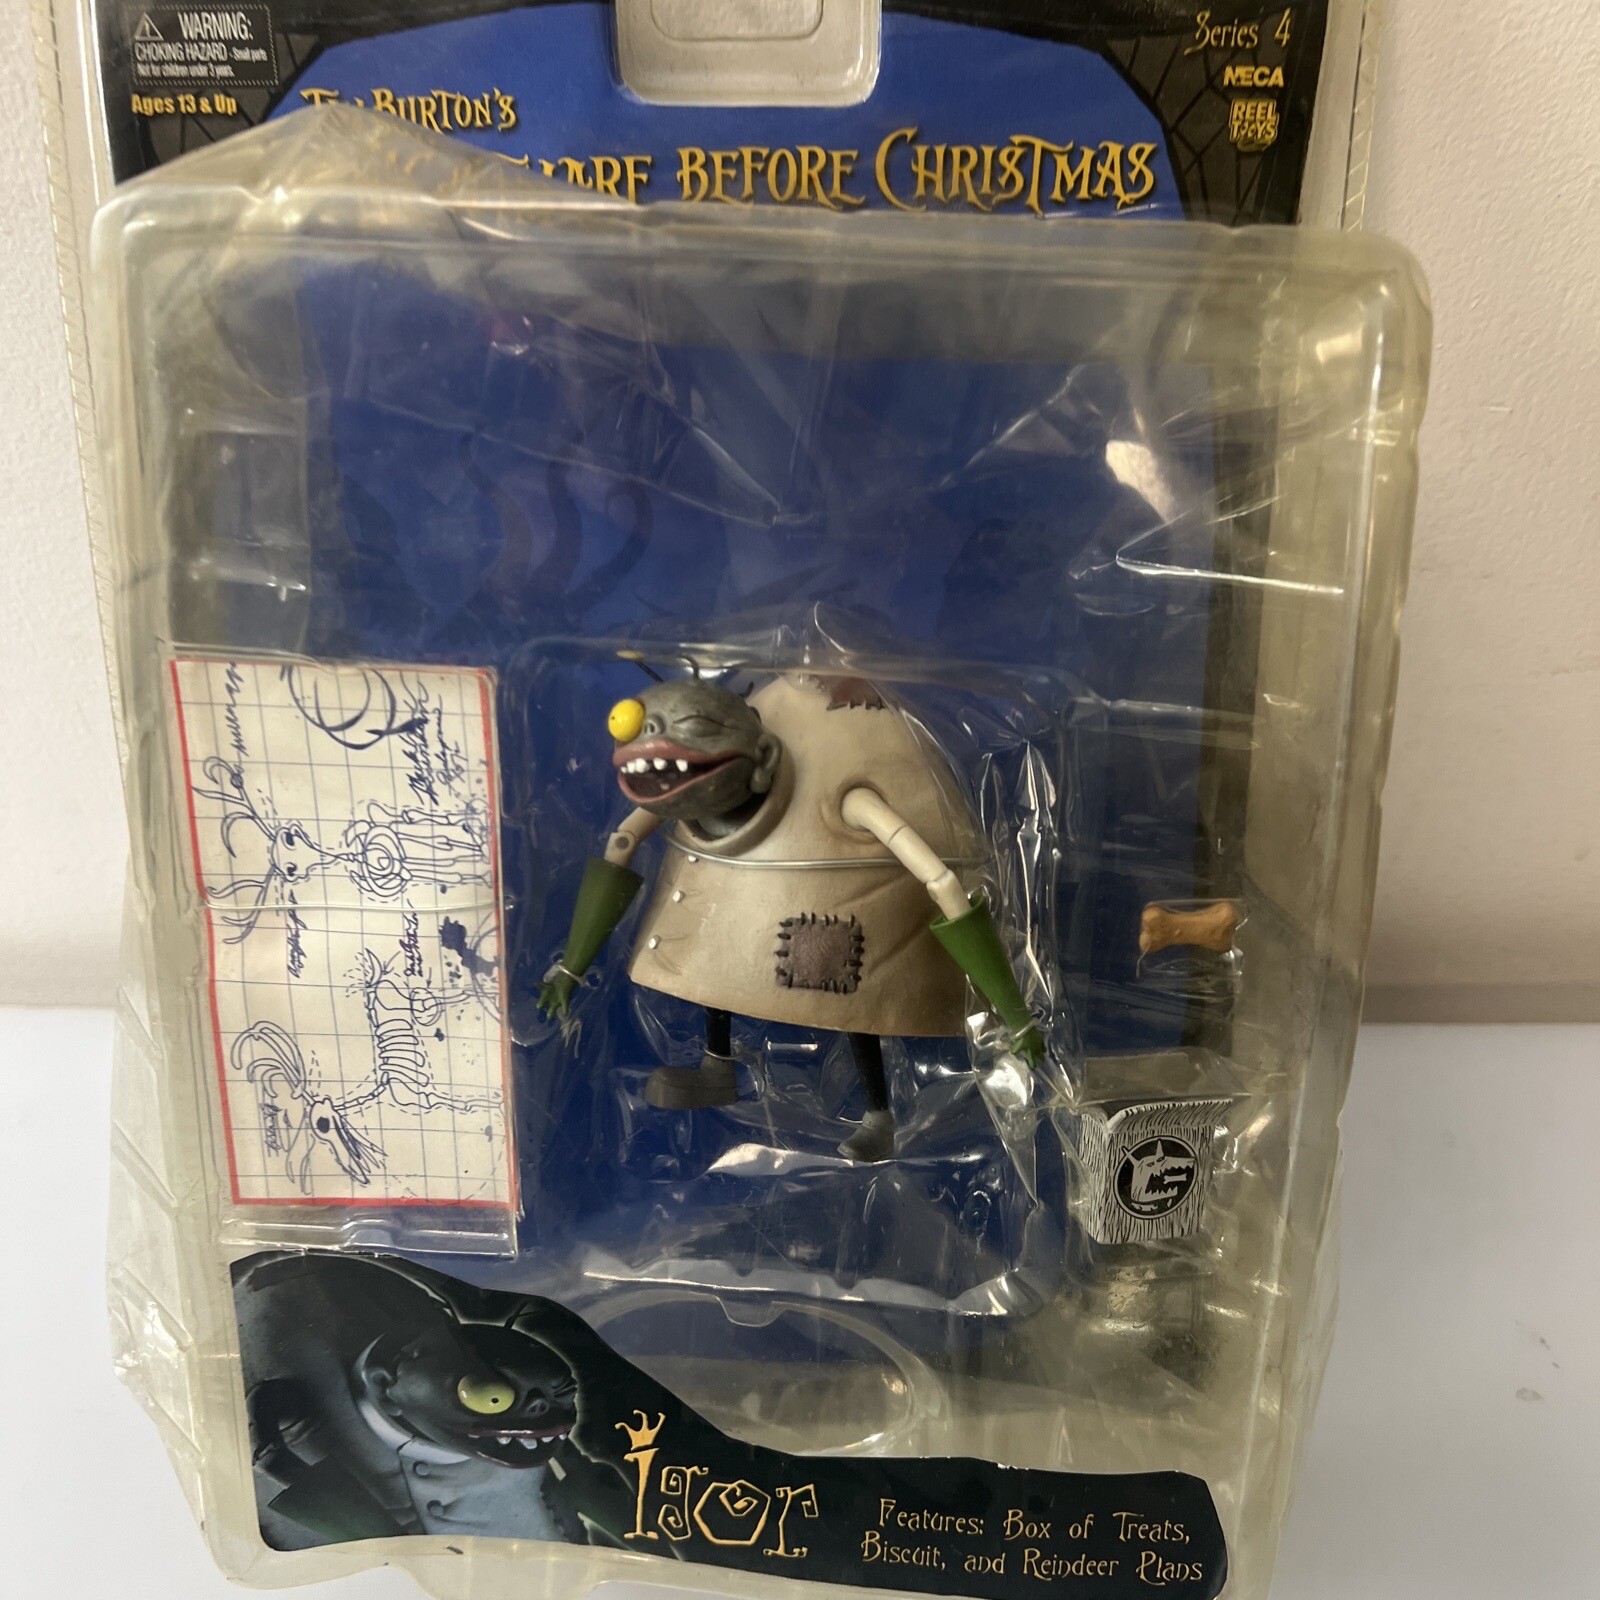 WARNING:
CHOKING HAZARD - Small parts
Not for children under 3 years.
Ages 13 & Up
Series 4
NECA
REEL
TOYS
TIM BURTON'S
BEFORE CHRISTMAS
Igor
Features: Box of Treats,
Biscuit, and Reindeer Plans